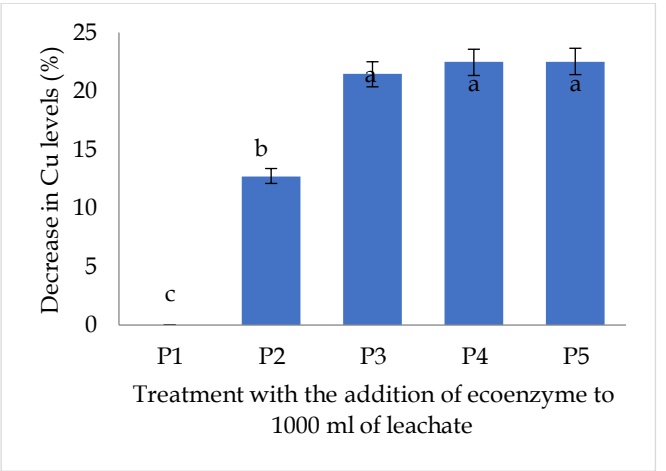 Decrease in Cu levels (%)
25
20
15
10
5
0
c
b
a
a
a
P1 P2 P3 P4 P5
Treatment with the addition of ecoenzyme to
1000 ml of leachate